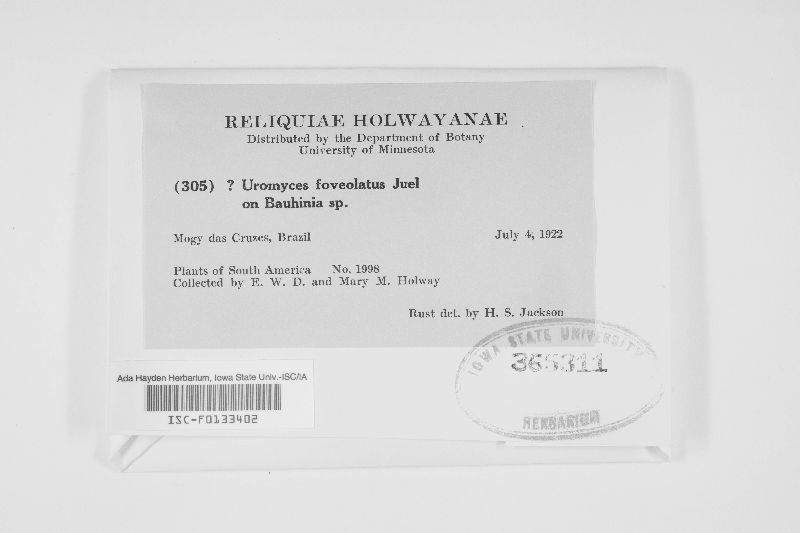 RELIQUIAE HOLWAYANAE
Distributed by the Department of Botany
University of Minnesota
(305) ? Uromyces foveolatus Juel
on Bauhinia sp.
Mogy das Cruzes, Brazil July 4, 1922
Plants of South America No. 1998
Collected by E. W. D. and Mary M. Holway
Rust det. by H. S. Jackson
IOWA STATE UNIVERSITY
365311
HERBARIUM
Ada Hayden Herbarium, Iowa State Univ.-ISC/IA
ISC-F0133402